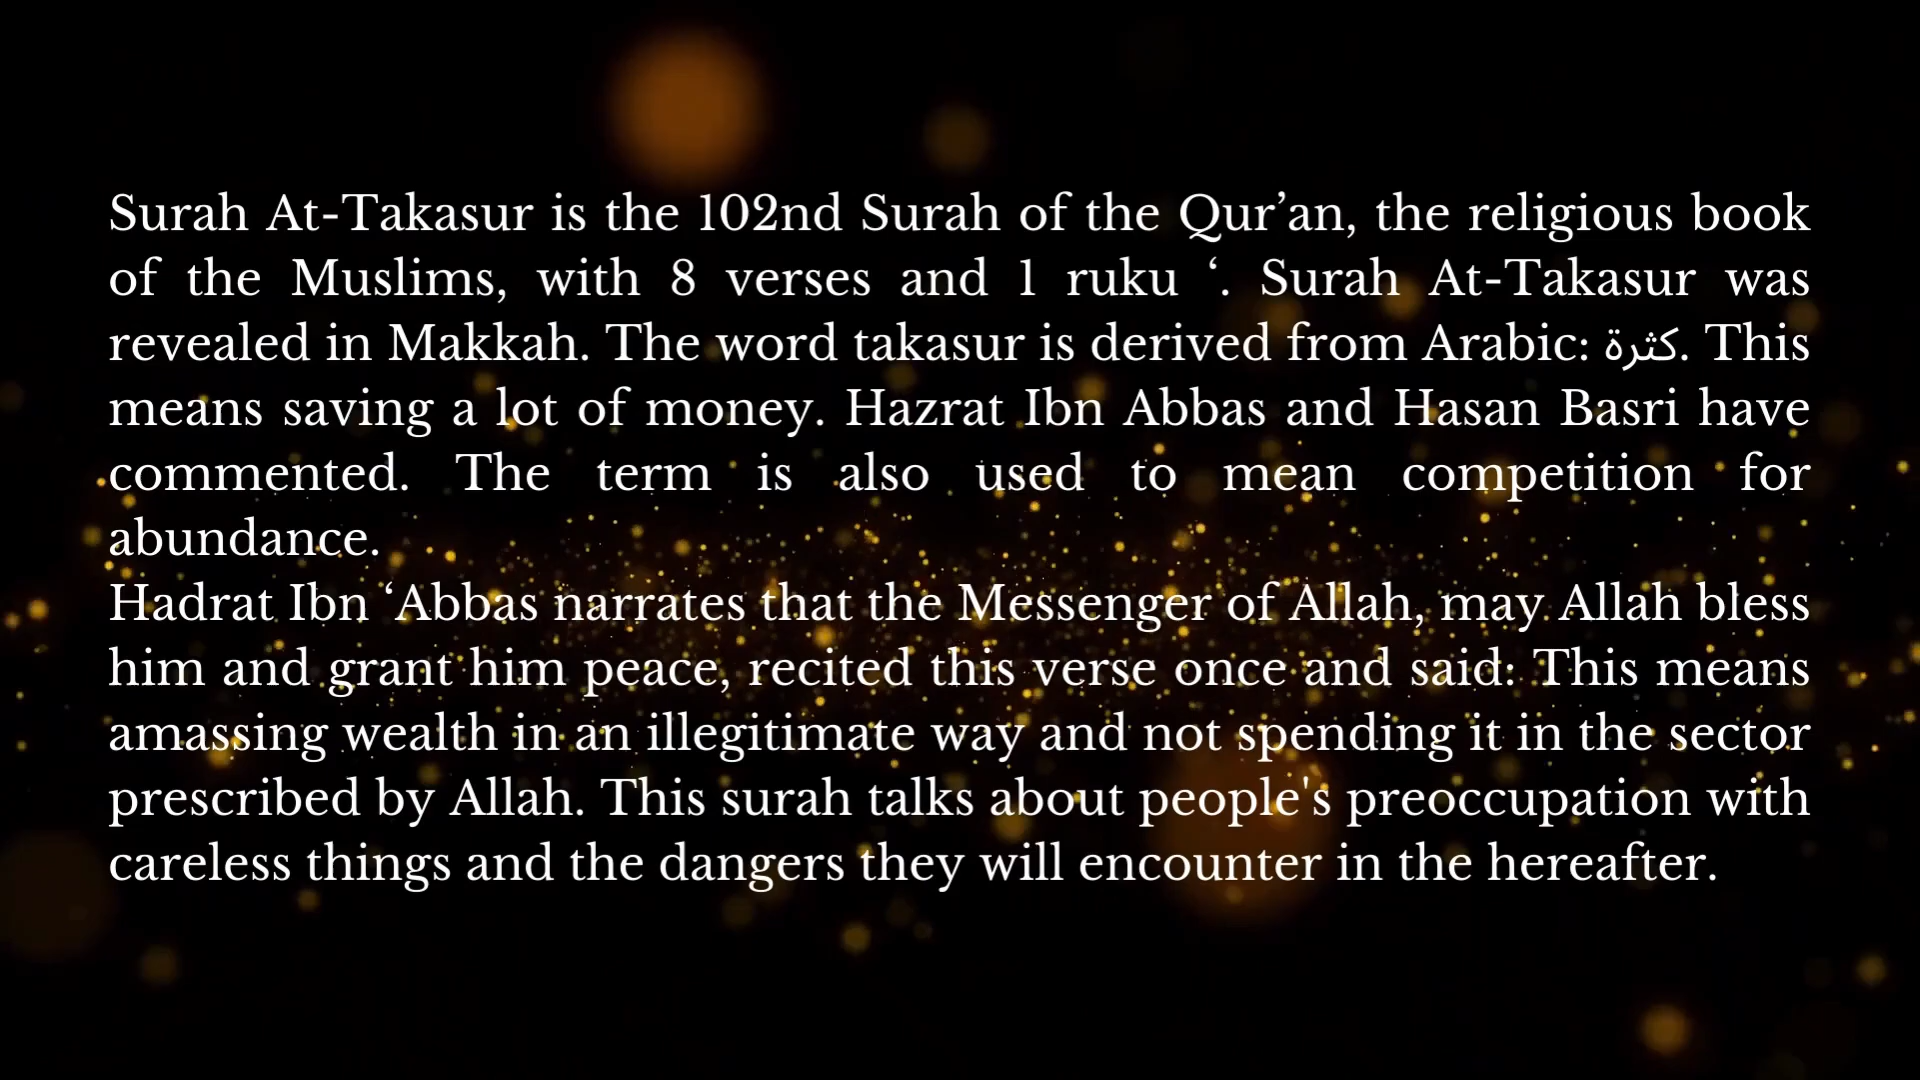 Surah At-Takasur is the 102nd Surah of the Qur’an, the religious book
of the Muslims, with 8 verses and 1 ruku ‘. Surah At-Takasur was
revealed in Makkah. The word takasur is derived from Arabic: كثرة. This
means saving a lot of money. Hazrat Ibn Abbas and Hasan Basri have
commented. The term is also used to mean competition for
abundance.
Hadrat Ibn ‘Abbas narrates that the Messenger of Allah, may Allah bless
him and grant him peace, recited this verse once and said: This means
amassing wealth in an illegitimate way and not spending it in the sector
prescribed by Allah. This surah talks about people's preoccupation with
careless things and the dangers they will encounter in the hereafter.